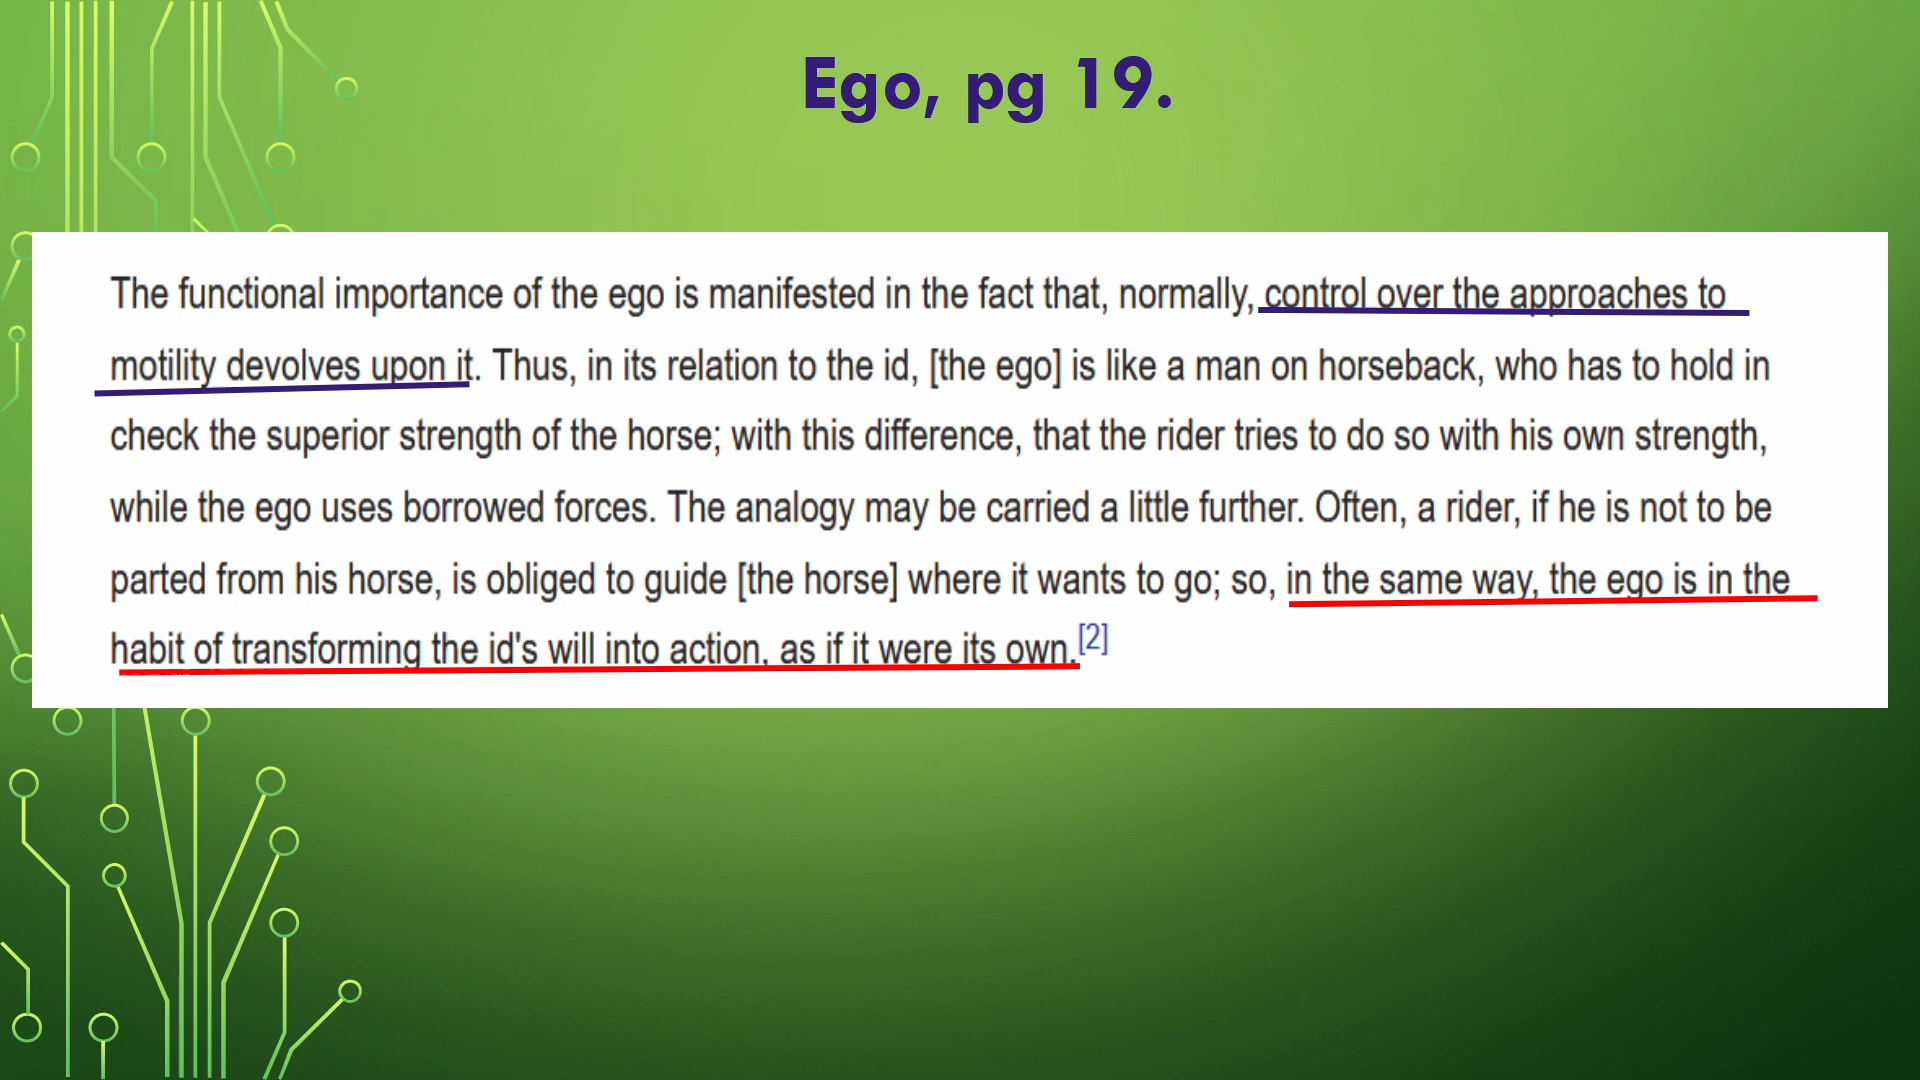 Ego, pg 19.
The functional importance of the ego is manifested in the fact that, normally, control over the approaches to
motility devolves upon it. Thus, in its relation to the id, [the ego] is like a man on horseback, who has to hold in
check the superior strength of the horse; with this difference, that the rider tries to do so with his own strength,
while the ego uses borrowed forces. The analogy may be carried a little further. Often, a rider, if he is not to be
parted from his horse, is obliged to guide [the horse] where it wants to go; so, in the same way, the ego is in the
habit of transforming the id's will into action, as if it were its own.[2]